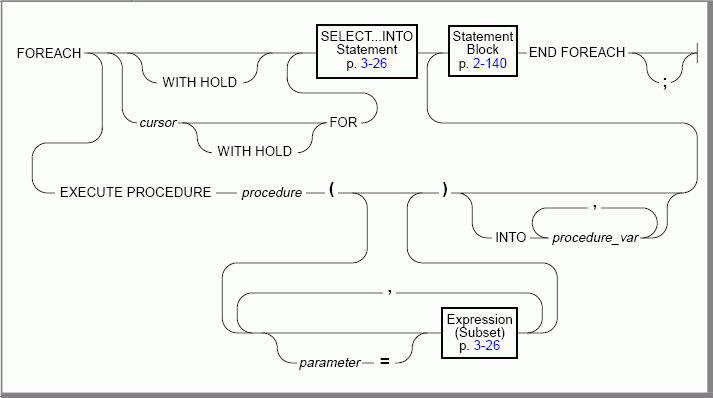 FOREACH
WITH HOLD
SELECT...INTO
Statement
p. 3-26
Statement
Block
p. 2-140
END FOREACH
;
cursor
WITH HOLD
FOR
EXECUTE PROCEDURE procedure ( )
,
INTO procedure_var
,
parameter =
Expression
(Subset)
p. 3-26